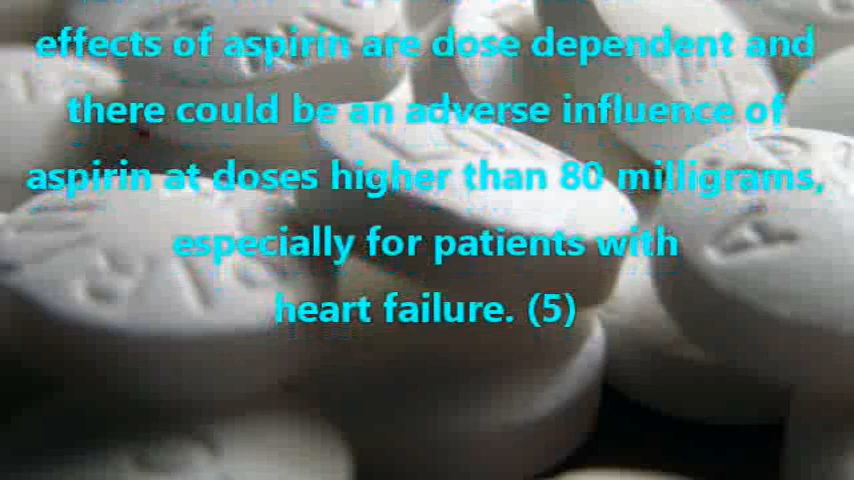 effects of aspirin are dose dependent and
there could be an adverse influence of
aspirin at doses higher than 80 milligrams,
especially for patients with
heart failure. (5)